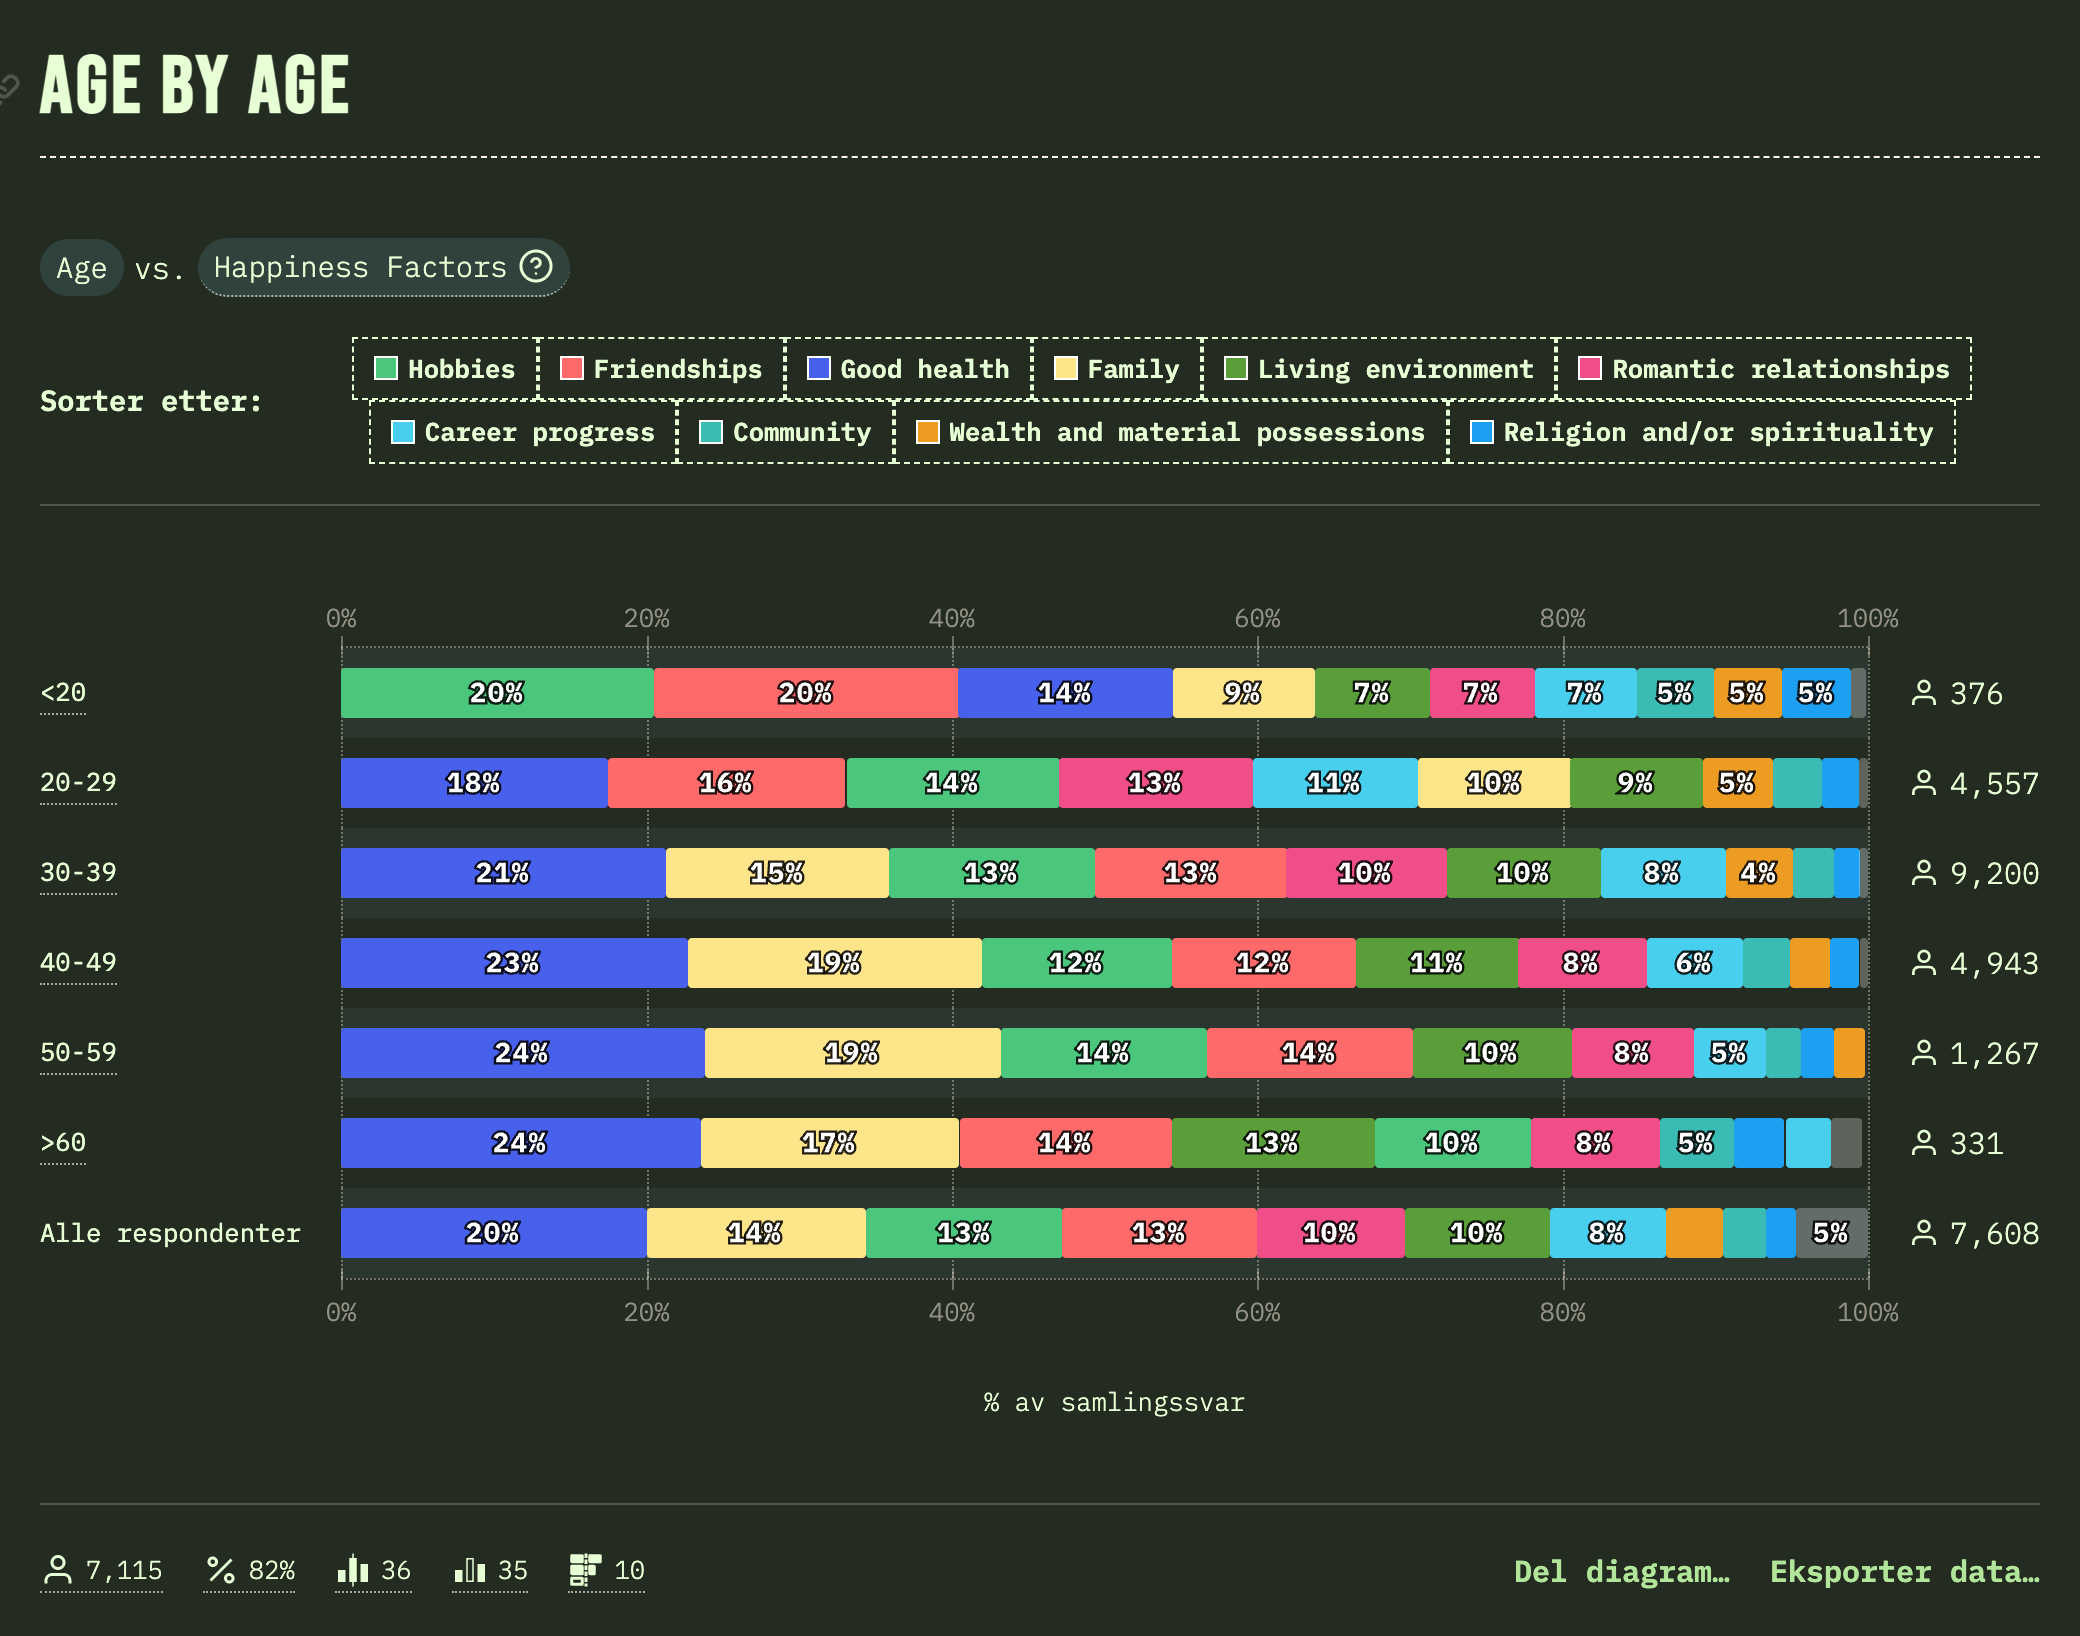 AGE BY AGE
Age vs. Happiness Factors ?
Sorter etter:
Hobbies Friendships Good health Family Living environment Romantic relationships
Career progress Community Wealth and material possessions Religion and/or spirituality
0% 20% 40% 60% 80% 100%
<20 20% 20% 14% 9% 7% 7% 7% 5% 5% 5% 376
20-29 18% 16% 14% 13% 11% 10% 9% 5% 4,557
30-39 21% 15% 13% 13% 10% 10% 8% 4% 9,200
40-49 23% 19% 12% 12% 11% 8% 6% 4,943
50-59 24% 19% 14% 14% 10% 8% 5% 1,267
>60 24% 17% 14% 13% 10% 8% 5% 331
Alle respondenter 20% 14% 13% 13% 10% 10% 8% 5% 7,608
0% 20% 40% 60% 80% 100%
% av samlingssvar
7,115 82% 36 35 10 Del diagram… Eksporter data…